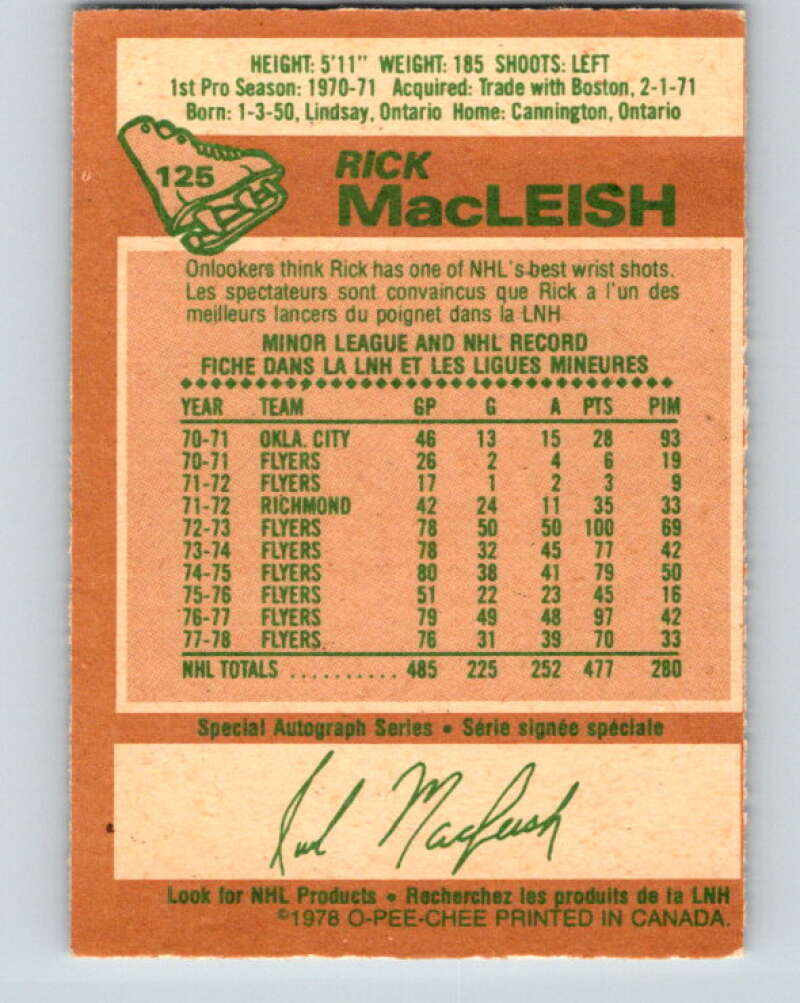 HEIGHT: 5'11" WEIGHT: 185 SHOOTS: LEFT
1st Pro Season: 1970-71 Acquired: Trade with Boston, 2-1-71
Born: 1-3-50, Lindsay, Ontario Home: Cannington, Ontario
125
RICK
MacLEISH
Onlookers think Rick has one of NHL's best wrist shots.
Les spectateurs sont convaincus que Rick a l'un des
meilleurs lancers du poignet dans la LNH
MINOR LEAGUE AND NHL RECORD
FICHE DANS LA LNH ET LES LIGUES MINEURES
YEAR TEAM GP G A PTS PIM
70-71 OKLA. CITY 46 13 15 28 93
70-71 FLYERS 26 2 4 6 19
71-72 FLYERS 17 1 2 3 9
71-72 RICHMOND 42 24 11 35 33
72-73 FLYERS 78 50 50 100 69
73-74 FLYERS 78 32 45 77 42
74-75 FLYERS 80 38 41 79 50
75-76 FLYERS 51 22 23 45 16
76-77 FLYERS 79 49 48 97 42
77-78 FLYERS 76 31 39 70 33
NHL TOTALS .......... 485 225 252 477 280
Special Autograph Series • Série signée spéciale
Rick MacLeish
Look for NHL Products • Recherchez les produits de la LNH
©1978 O-PEE-CHEE PRINTED IN CANADA.